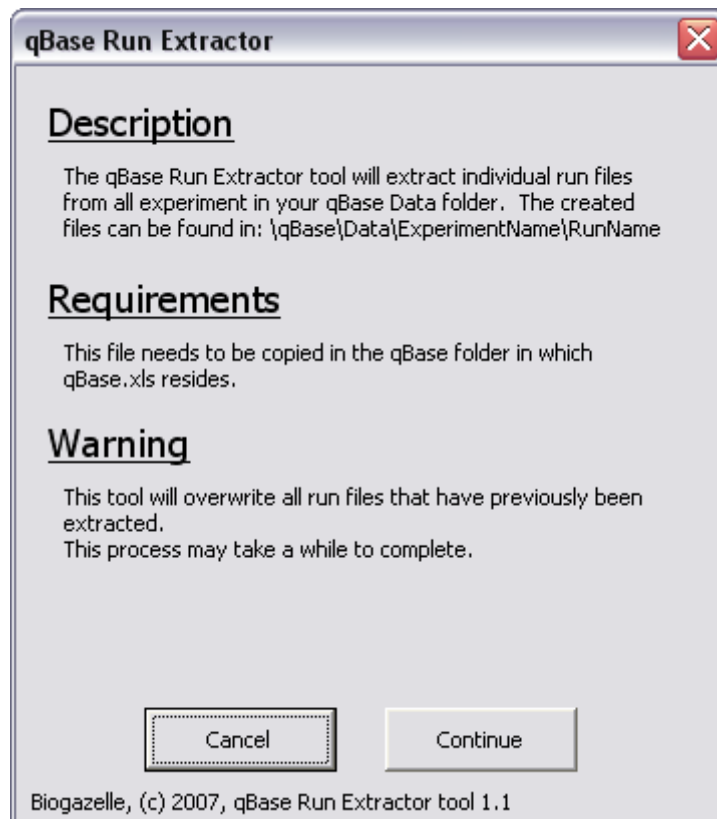 qBase Run Extractor
Description
The qBase Run Extractor tool will extract individual run files
from all experiment in your qBase Data folder.  The created
files can be found in: \qBase\Data\ExperimentName\RunName
Requirements
This file needs to be copied in the qBase folder in which
qBase.xls resides.
Warning
This tool will overwrite all run files that have previously been
extracted.
This process may take a while to complete.
Cancel
Continue
Biogazelle, (c) 2007, qBase Run Extractor tool 1.1